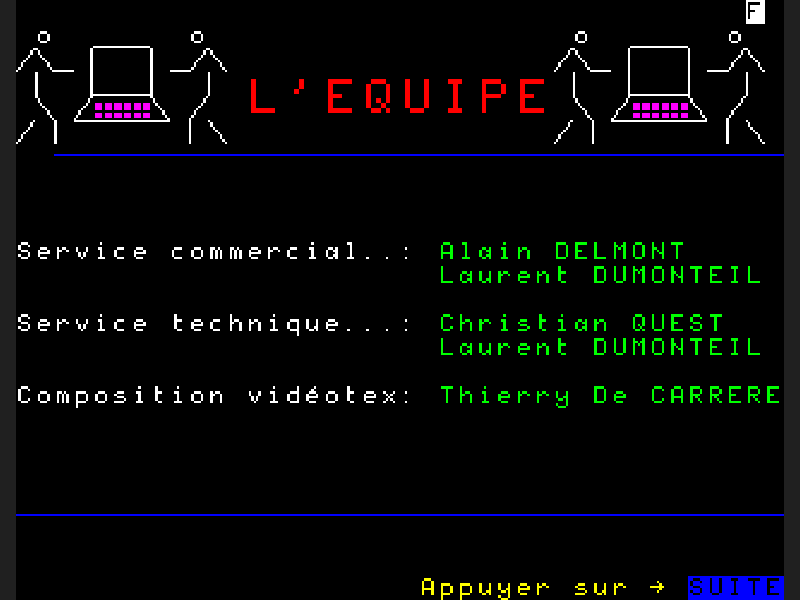 F
L'EQUIPE
Service commercial..: Alain DELMONT
Laurent DUMONTEIL
Service technique...: Christian QUEST
Laurent DUMONTEIL
Composition vidéotex: Thierry De CARRERE
Appuyer sur → SUITE